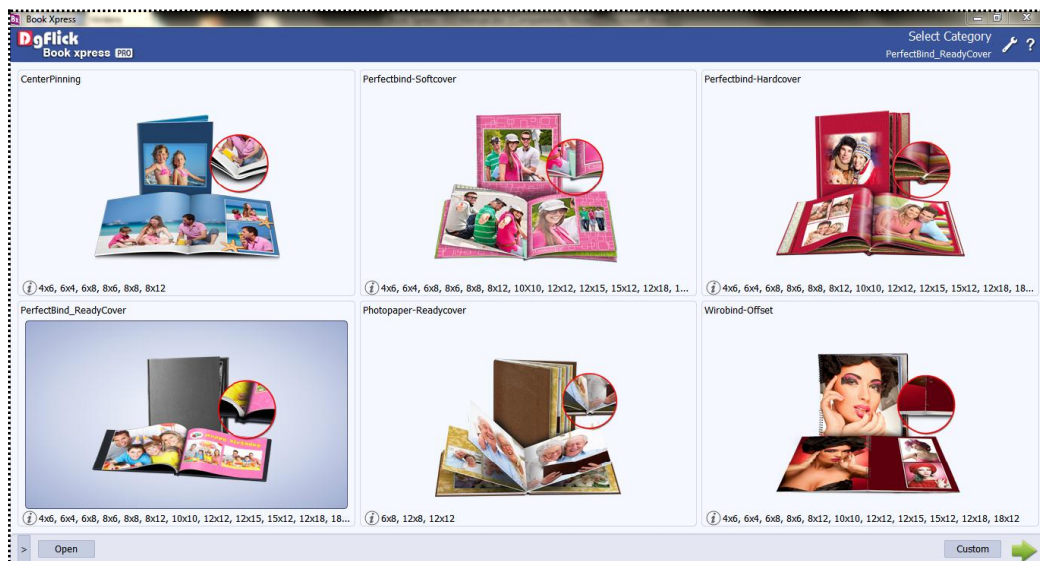 Bx Book Xpress
DgFlick
Book xpress PRO
Select Category
PerfectBind_ReadyCover
?
CenterPinning
Perfectbind-Softcover
Perfectbind-Hardcover
i 4x6, 6x4, 6x8, 8x6, 8x8, 8x12
i 4x6, 6x4, 6x8, 8x6, 8x8, 8x12, 10X10, 12x12, 12x15, 15x12, 12x18, 1...
i 4x6, 6x4, 6x8, 8x6, 8x8, 8x12, 10x10, 12x12, 12x15, 15x12, 12x18, 18...
PerfectBind_ReadyCover
Photopaper-Readycover
Wirobind-Offset
Happy Birthday
i 4x6, 6x4, 6x8, 8x6, 8x8, 8x12, 10x10, 12x12, 12x15, 15x12, 12x18, 18...
i 6x8, 12x8, 12x12
i 4x6, 6x4, 6x8, 8x6, 8x12, 10x10, 12x12, 12x15, 15x12, 12x18, 18x12
> Open
Custom